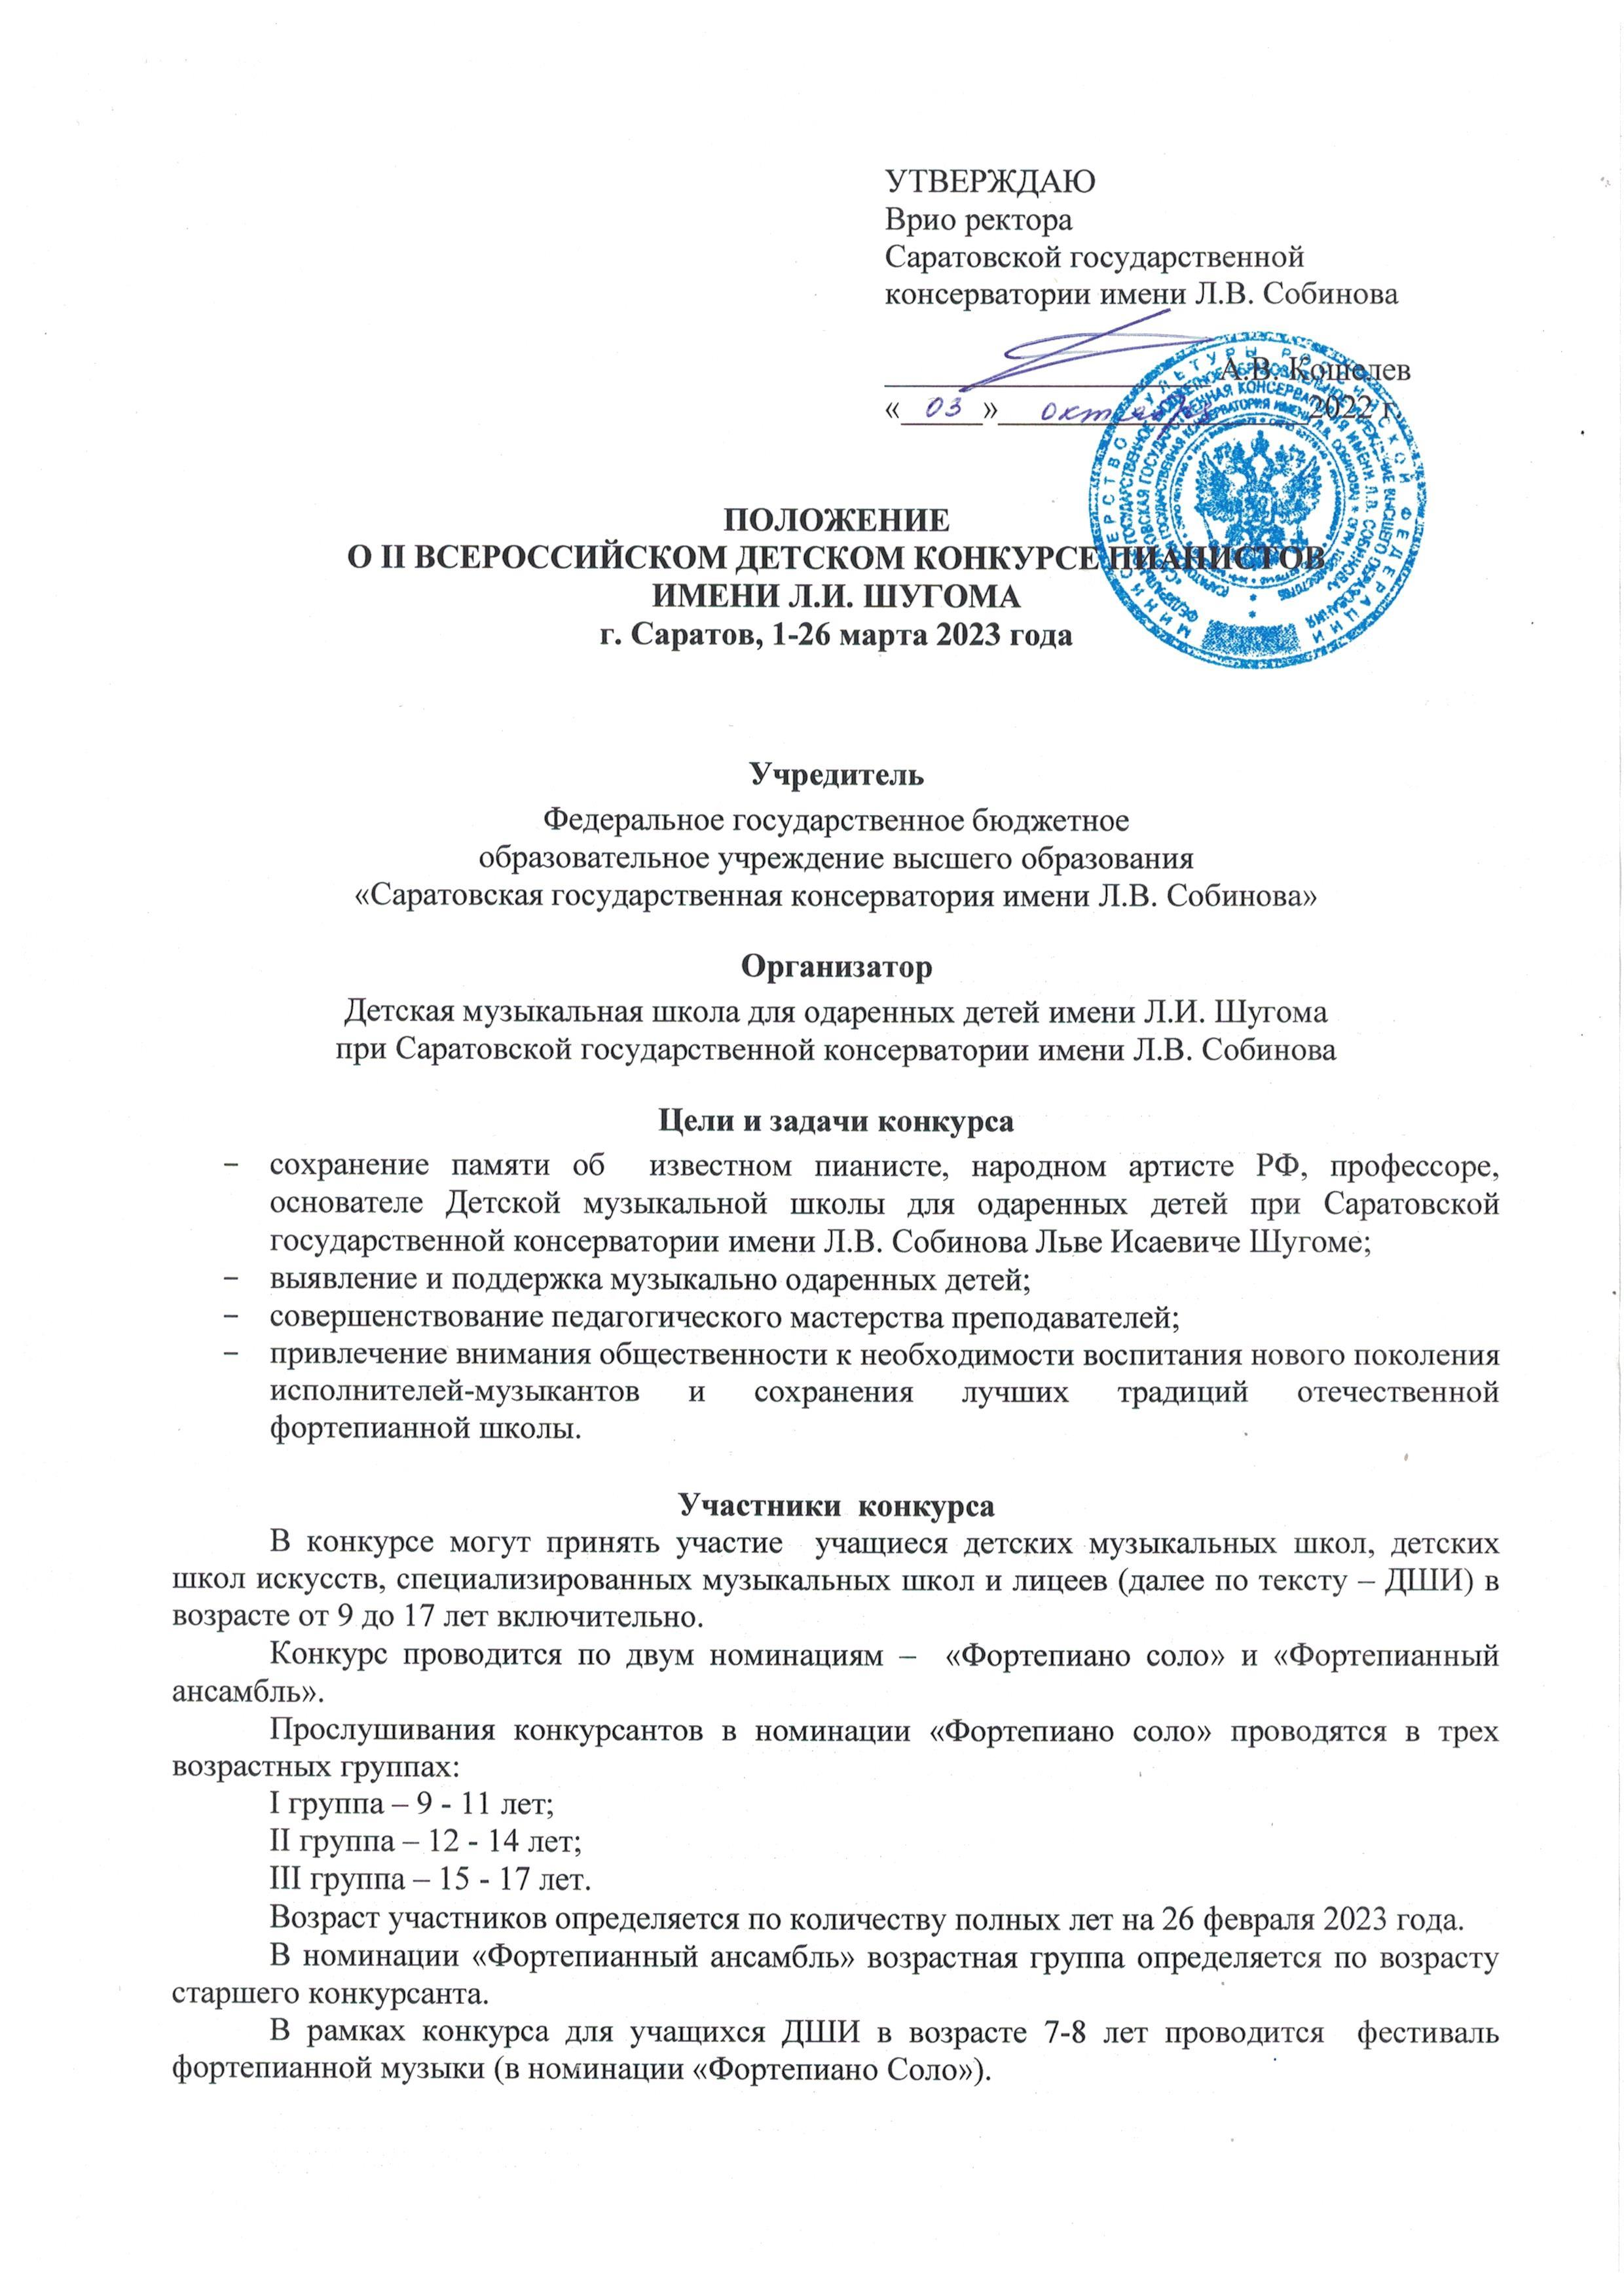 УТВЕРЖДАЮ
Врио ректора
Саратовской государственной
консерватории имени Л.В. Собинова
А.В. Кошелев
« 03 » октября 2022 г.
ПОЛОЖЕНИЕ
О II ВСЕРОССИЙСКОМ ДЕТСКОМ КОНКУРСЕ ПИАНИСТОВ
ИМЕНИ Л.И. ШУГОМА
г. Саратов, 1-26 марта 2023 года
МИНИСТЕРСТВО КУЛЬТУРЫ РОССИЙСКОЙ ФЕДЕРАЦИИ
Учредитель
Федеральное государственное бюджетное
образовательное учреждение высшего образования
«Саратовская государственная консерватория имени Л.В. Собинова»
Организатор
Детская музыкальная школа для одаренных детей имени Л.И. Шугома
при Саратовской государственной консерватории имени Л.В. Собинова
Цели и задачи конкурса
− сохранение памяти об известном пианисте, народном артисте РФ, профессоре,
основателе Детской музыкальной школы для одаренных детей при Саратовской
государственной консерватории имени Л.В. Собинова Льве Исаевиче Шугоме;
− выявление и поддержка музыкально одаренных детей;
− совершенствование педагогического мастерства преподавателей;
− привлечение внимания общественности к необходимости воспитания нового поколения
исполнителей-музыкантов и сохранения лучших традиций отечественной
фортепианной школы.
Участники конкурса
В конкурсе могут принять участие учащиеся детских музыкальных школ, детских
школ искусств, специализированных музыкальных школ и лицеев (далее по тексту – ДШИ) в
возрасте от 9 до 17 лет включительно.
Конкурс проводится по двум номинациям – «Фортепиано соло» и «Фортепианный
ансамбль».
Прослушивания конкурсантов в номинации «Фортепиано соло» проводятся в трех
возрастных группах:
I группа – 9 - 11 лет;
II группа – 12 - 14 лет;
III группа – 15 - 17 лет.
Возраст участников определяется по количеству полных лет на 26 февраля 2023 года.
В номинации «Фортепианный ансамбль» возрастная группа определяется по возрасту
старшего конкурсанта.
В рамках конкурса для учащихся ДШИ в возрасте 7-8 лет проводится фестиваль
фортепианной музыки (в номинации «Фортепиано Соло»).